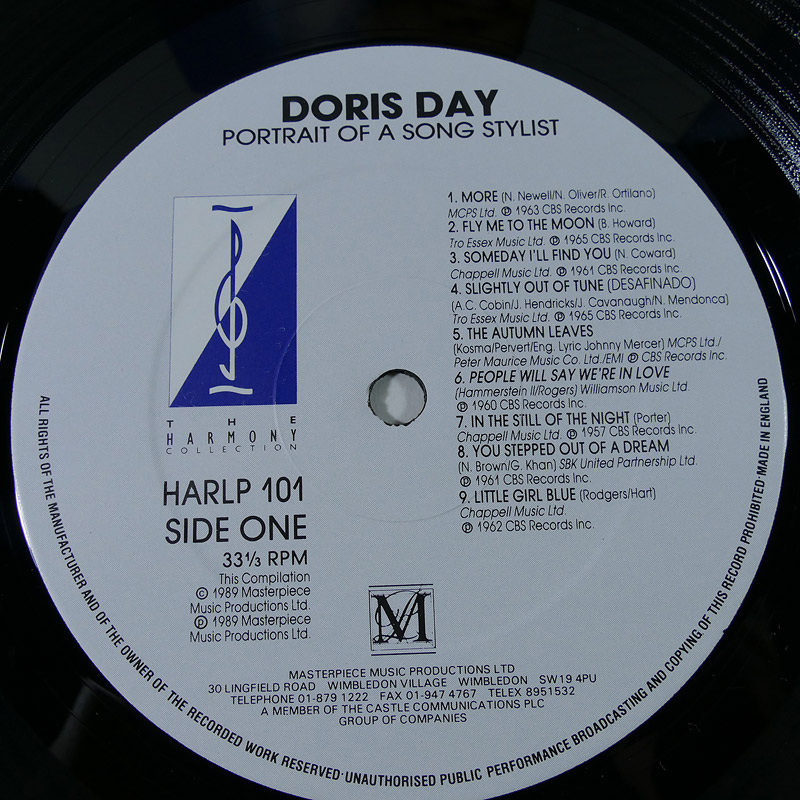 DORIS DAY
PORTRAIT OF A SONG STYLIST
1. MORE (N. Newell/N. Oliver/R. Ortilano)
MCPS Ltd. ℗ 1963 CBS Records Inc.
2. FLY ME TO THE MOON (B. Howard)
Tro Essex Music Ltd. ℗ 1965 CBS Records Inc.
3. SOMEDAY I'LL FIND YOU (N. Coward)
Chappell Music Ltd. ℗ 1961 CBS Records Inc.
4. SLIGHTLY OUT OF TUNE (DESAFINADO)
(A.C. Cobin/J. Hendricks/J. Cavanaugh/N. Mendonca)
Tro Essex Music Ltd. ℗ 1965 CBS Records Inc.
5. THE AUTUMN LEAVES
(Kosma/Pervert/Eng. Lyric Johnny Mercer) MCPS Ltd./
Peter Maurice Music Co. Ltd./EMI ℗ CBS Records Inc.
6. PEOPLE WILL SAY WE'RE IN LOVE
(Hammerstein II/Rogers) Williamson Music Ltd.
℗ 1960 CBS Records Inc.
7. IN THE STILL OF THE NIGHT (Porter)
Chappell Music Ltd. ℗ 1957 CBS Records Inc.
8. YOU STEPPED OUT OF A DREAM
(N. Brown/G. Khan) SBK United Partnership Ltd.
℗ 1961 CBS Records Inc.
9. LITTLE GIRL BLUE (Rodgers/Hart)
Chappell Music Ltd.
℗ 1962 CBS Records Inc.
THE
HARMONY
COLLECTION
HARLP 101
SIDE ONE
33⅓ RPM
This Compilation
© 1989 Masterpiece
Music Productions Ltd.
℗ 1989 Masterpiece
Music Productions Ltd.
M
MASTERPIECE MUSIC PRODUCTIONS LTD
30 LINGFIELD ROAD WIMBLEDON VILLAGE WIMBLEDON SW19 4PU
TELEPHONE 01-879 1222 FAX 01-947 4767 TELEX 8951532
A MEMBER OF THE CASTLE COMMUNICATIONS PLC
GROUP OF COMPANIES
ALL RIGHTS OF THE MANUFACTURER AND OF THE OWNER OF THE RECORDED WORK RESERVED·UNAUTHORISED PUBLIC PERFORMANCE BROADCASTING AND COPYING OF THIS RECORD PROHIBITED·MADE IN ENGLAND